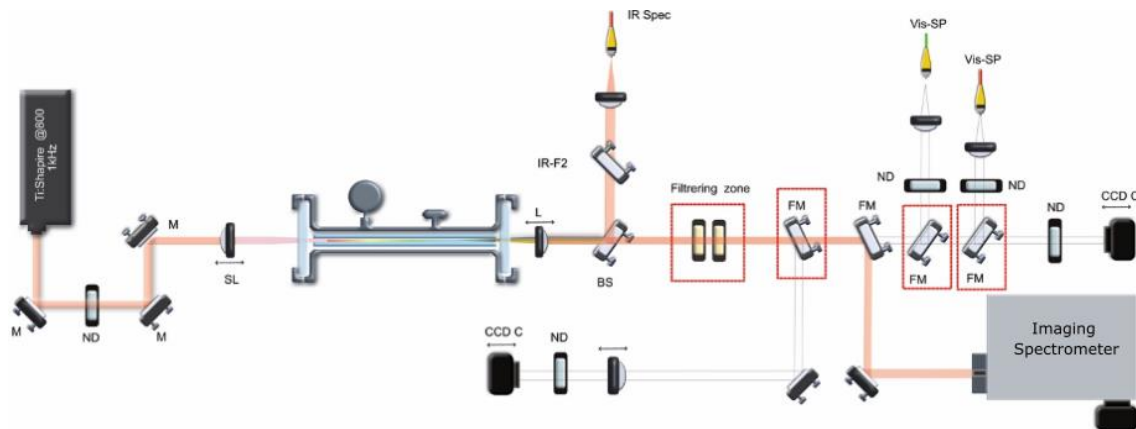 IR Spec
Vis-SP
Vis-SP
Ti:Shapire @800
1kHz
IR-F2
ND
ND
Filtrering zone
M
L
FM
FM
ND
CCD C
SL
BS
FM
FM
M
ND
M
CCD C
ND
Imaging
Spectrometer